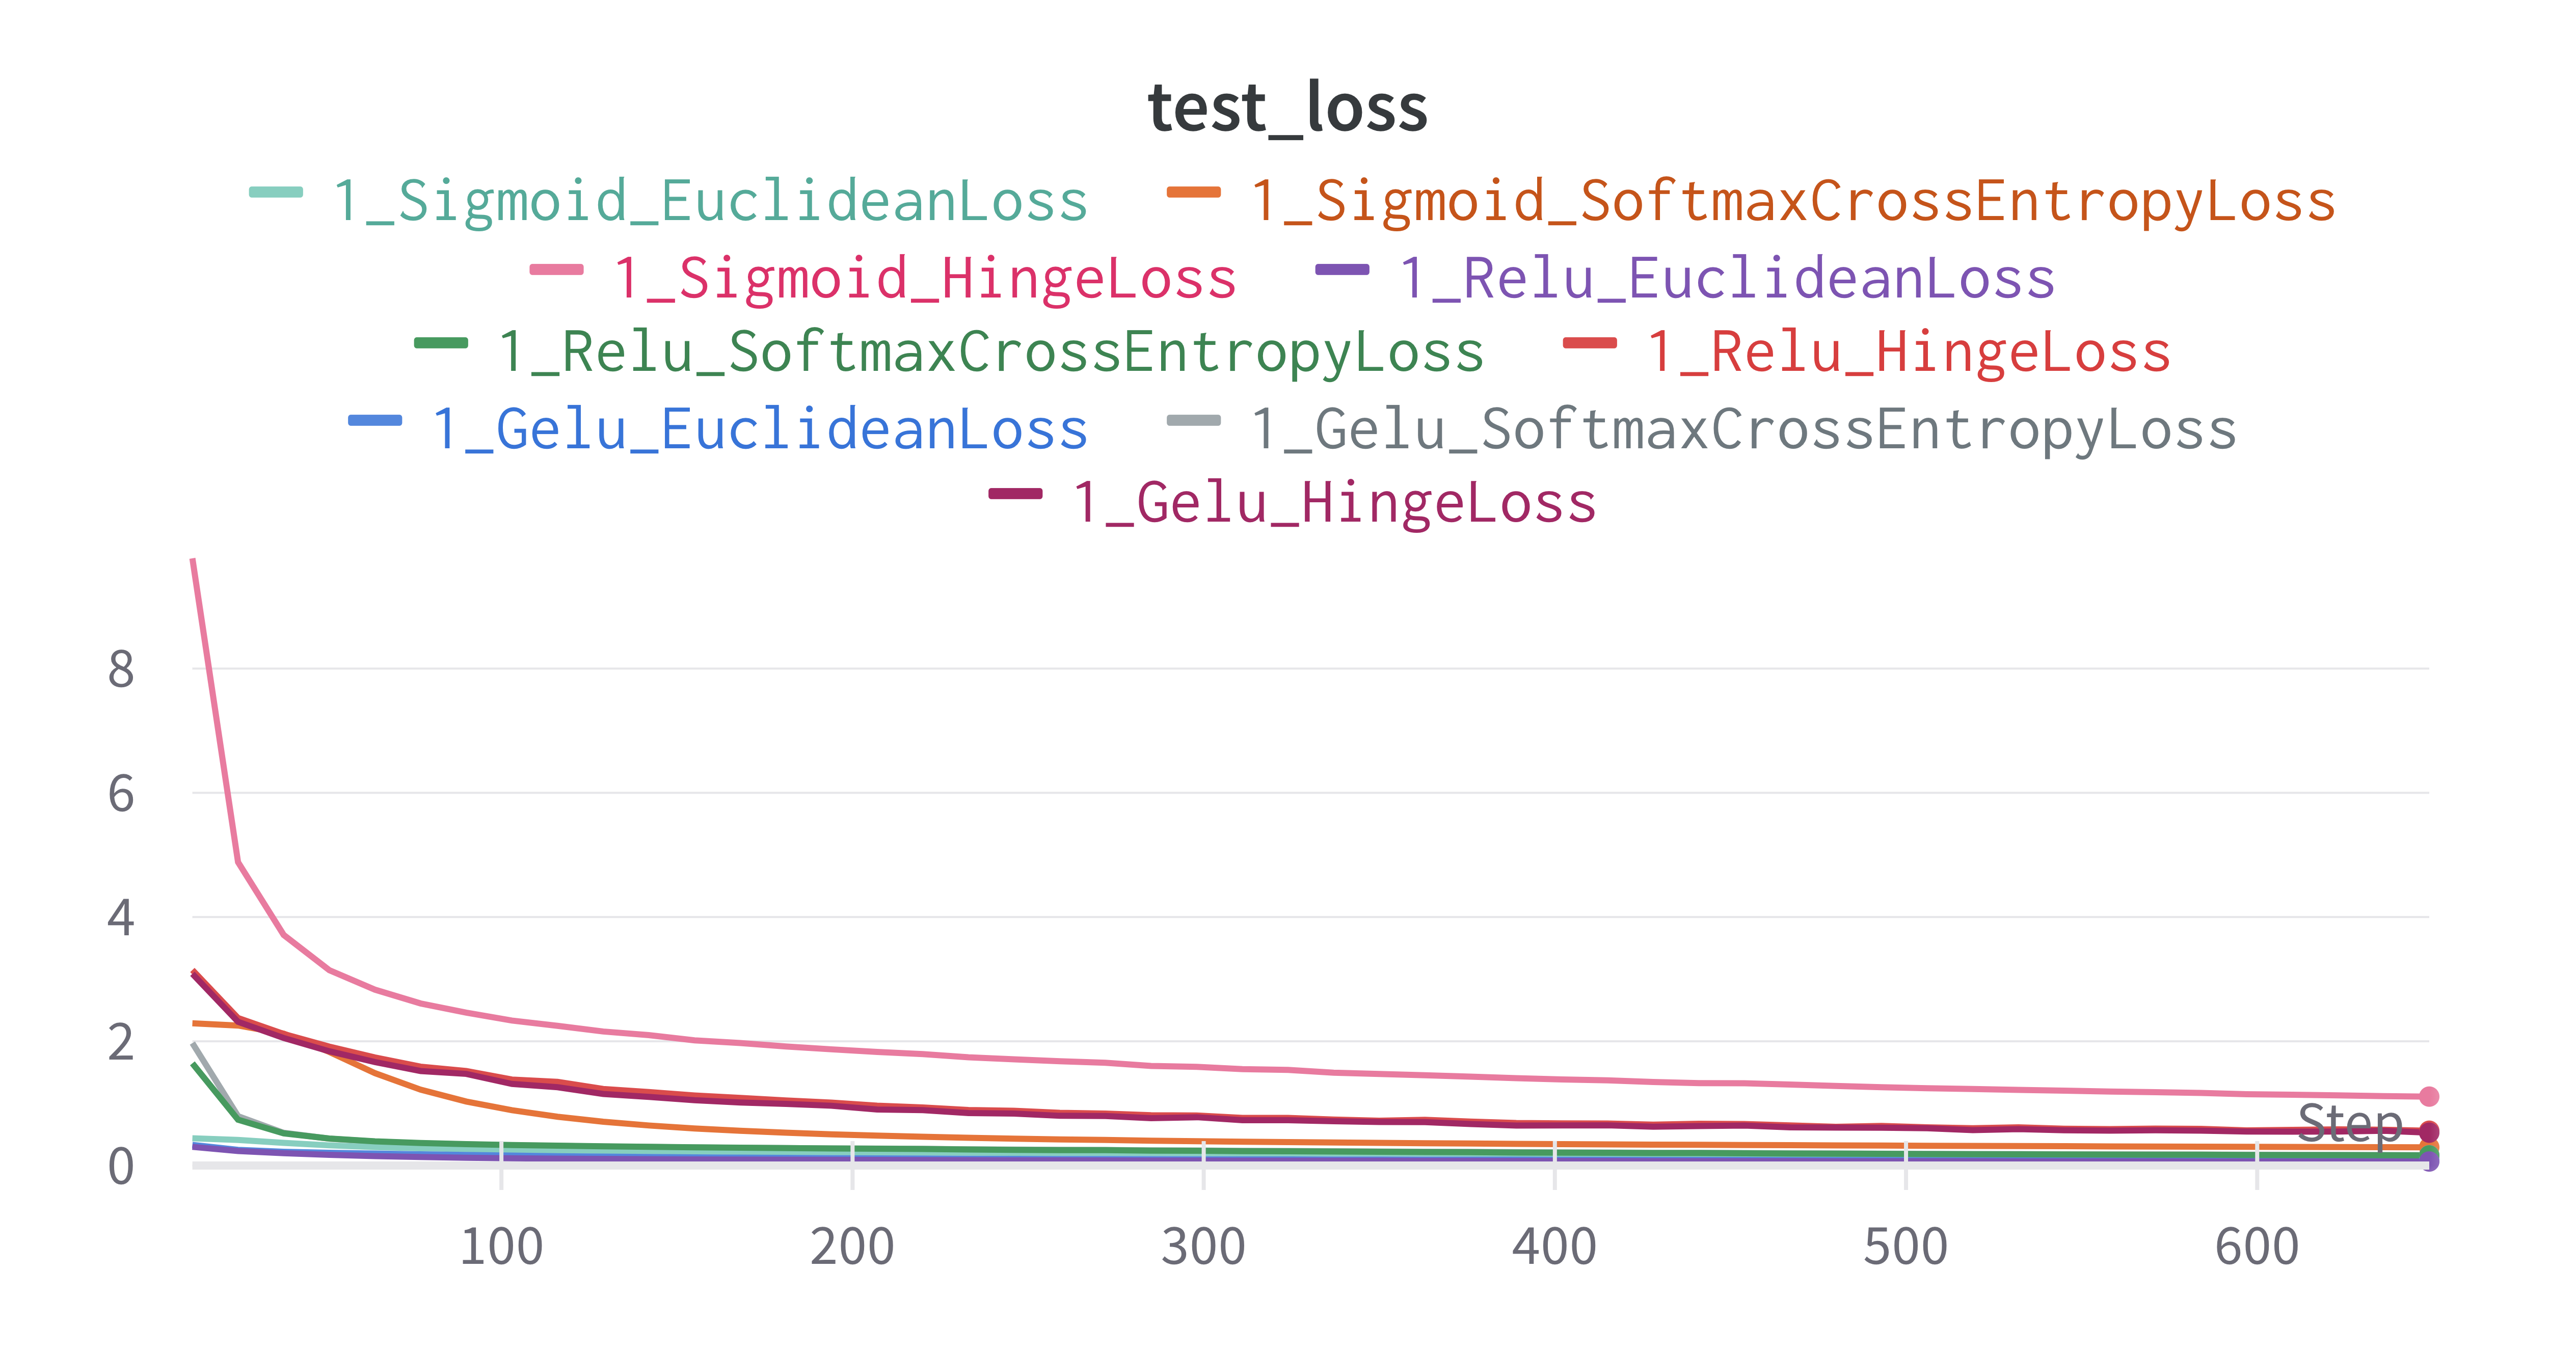 test_loss
1_Sigmoid_EuclideanLoss 1_Sigmoid_SoftmaxCrossEntropyLoss
1_Sigmoid_HingeLoss 1_Relu_EuclideanLoss
1_Relu_SoftmaxCrossEntropyLoss 1_Relu_HingeLoss
1_Gelu_EuclideanLoss 1_Gelu_SoftmaxCrossEntropyLoss
1_Gelu_HingeLoss
8
6
4
2
0
Step
100 200 300 400 500 600